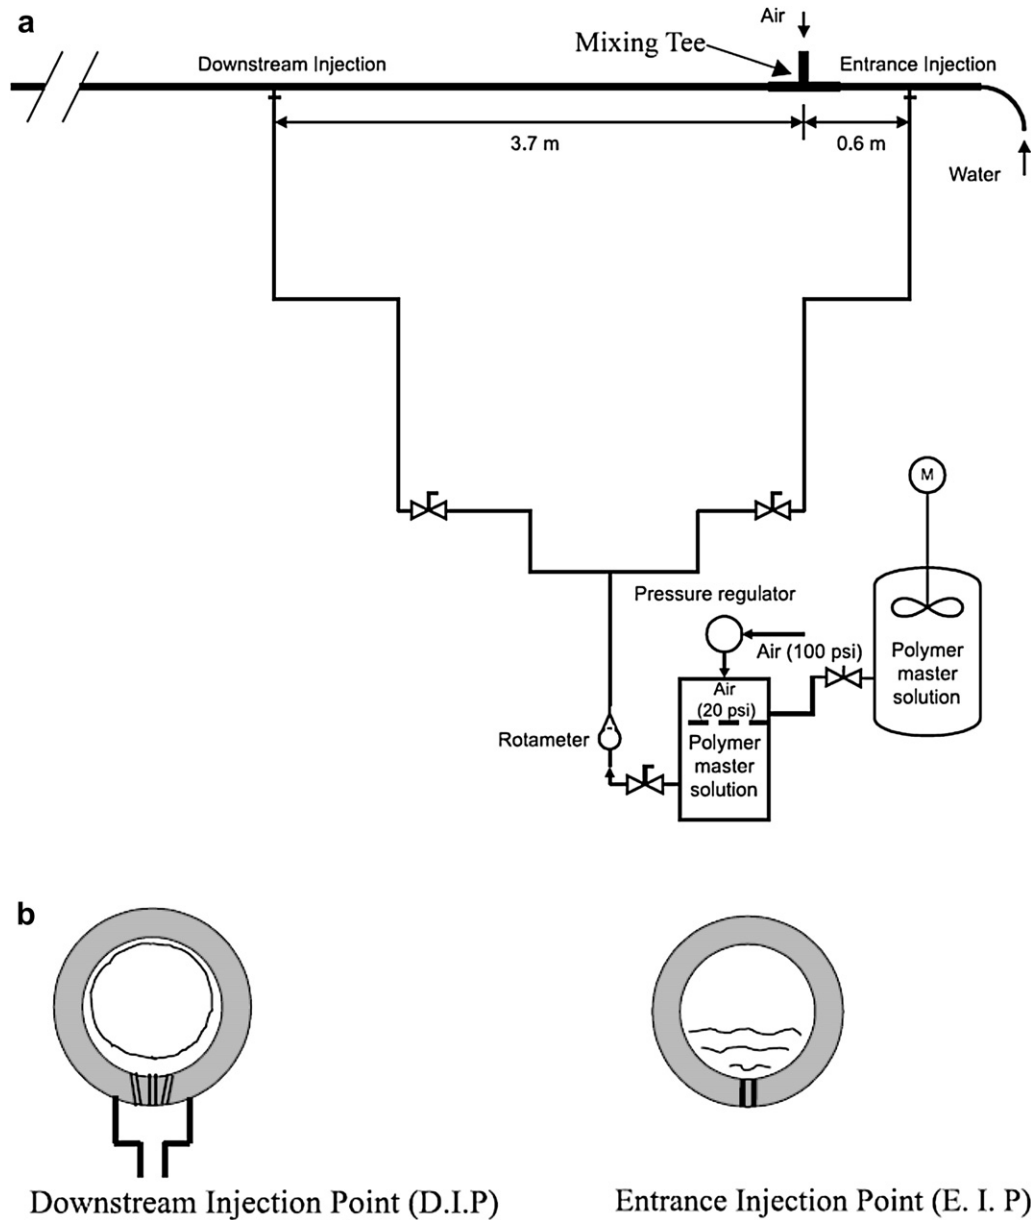 a
Air
Mixing Tee
Downstream Injection
Entrance Injection
3.7 m
0.6 m
Water
M
Pressure regulator
Air (100 psi)
Polymer
master
solution
Air
(20 psi)
Rotameter
Polymer
master
solution
b
Downstream Injection Point (D.I.P)
Entrance Injection Point (E. I. P)